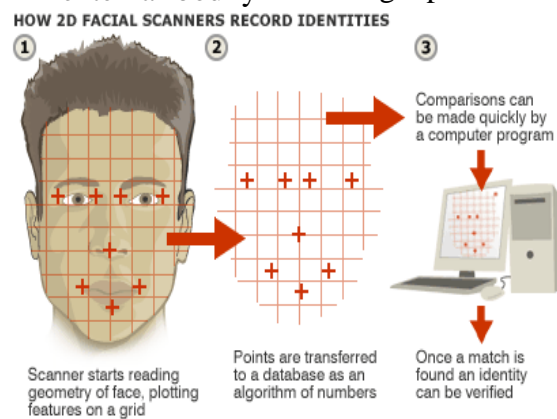 HOW 2D FACIAL SCANNERS RECORD IDENTITIES
1
2
3
Comparisons can
be made quickly by
a computer program
Scanner starts reading
geometry of face, plotting
features on a grid
Points are transferred
to a database as an
algorithm of numbers
Once a match is
found an identity
can be verified